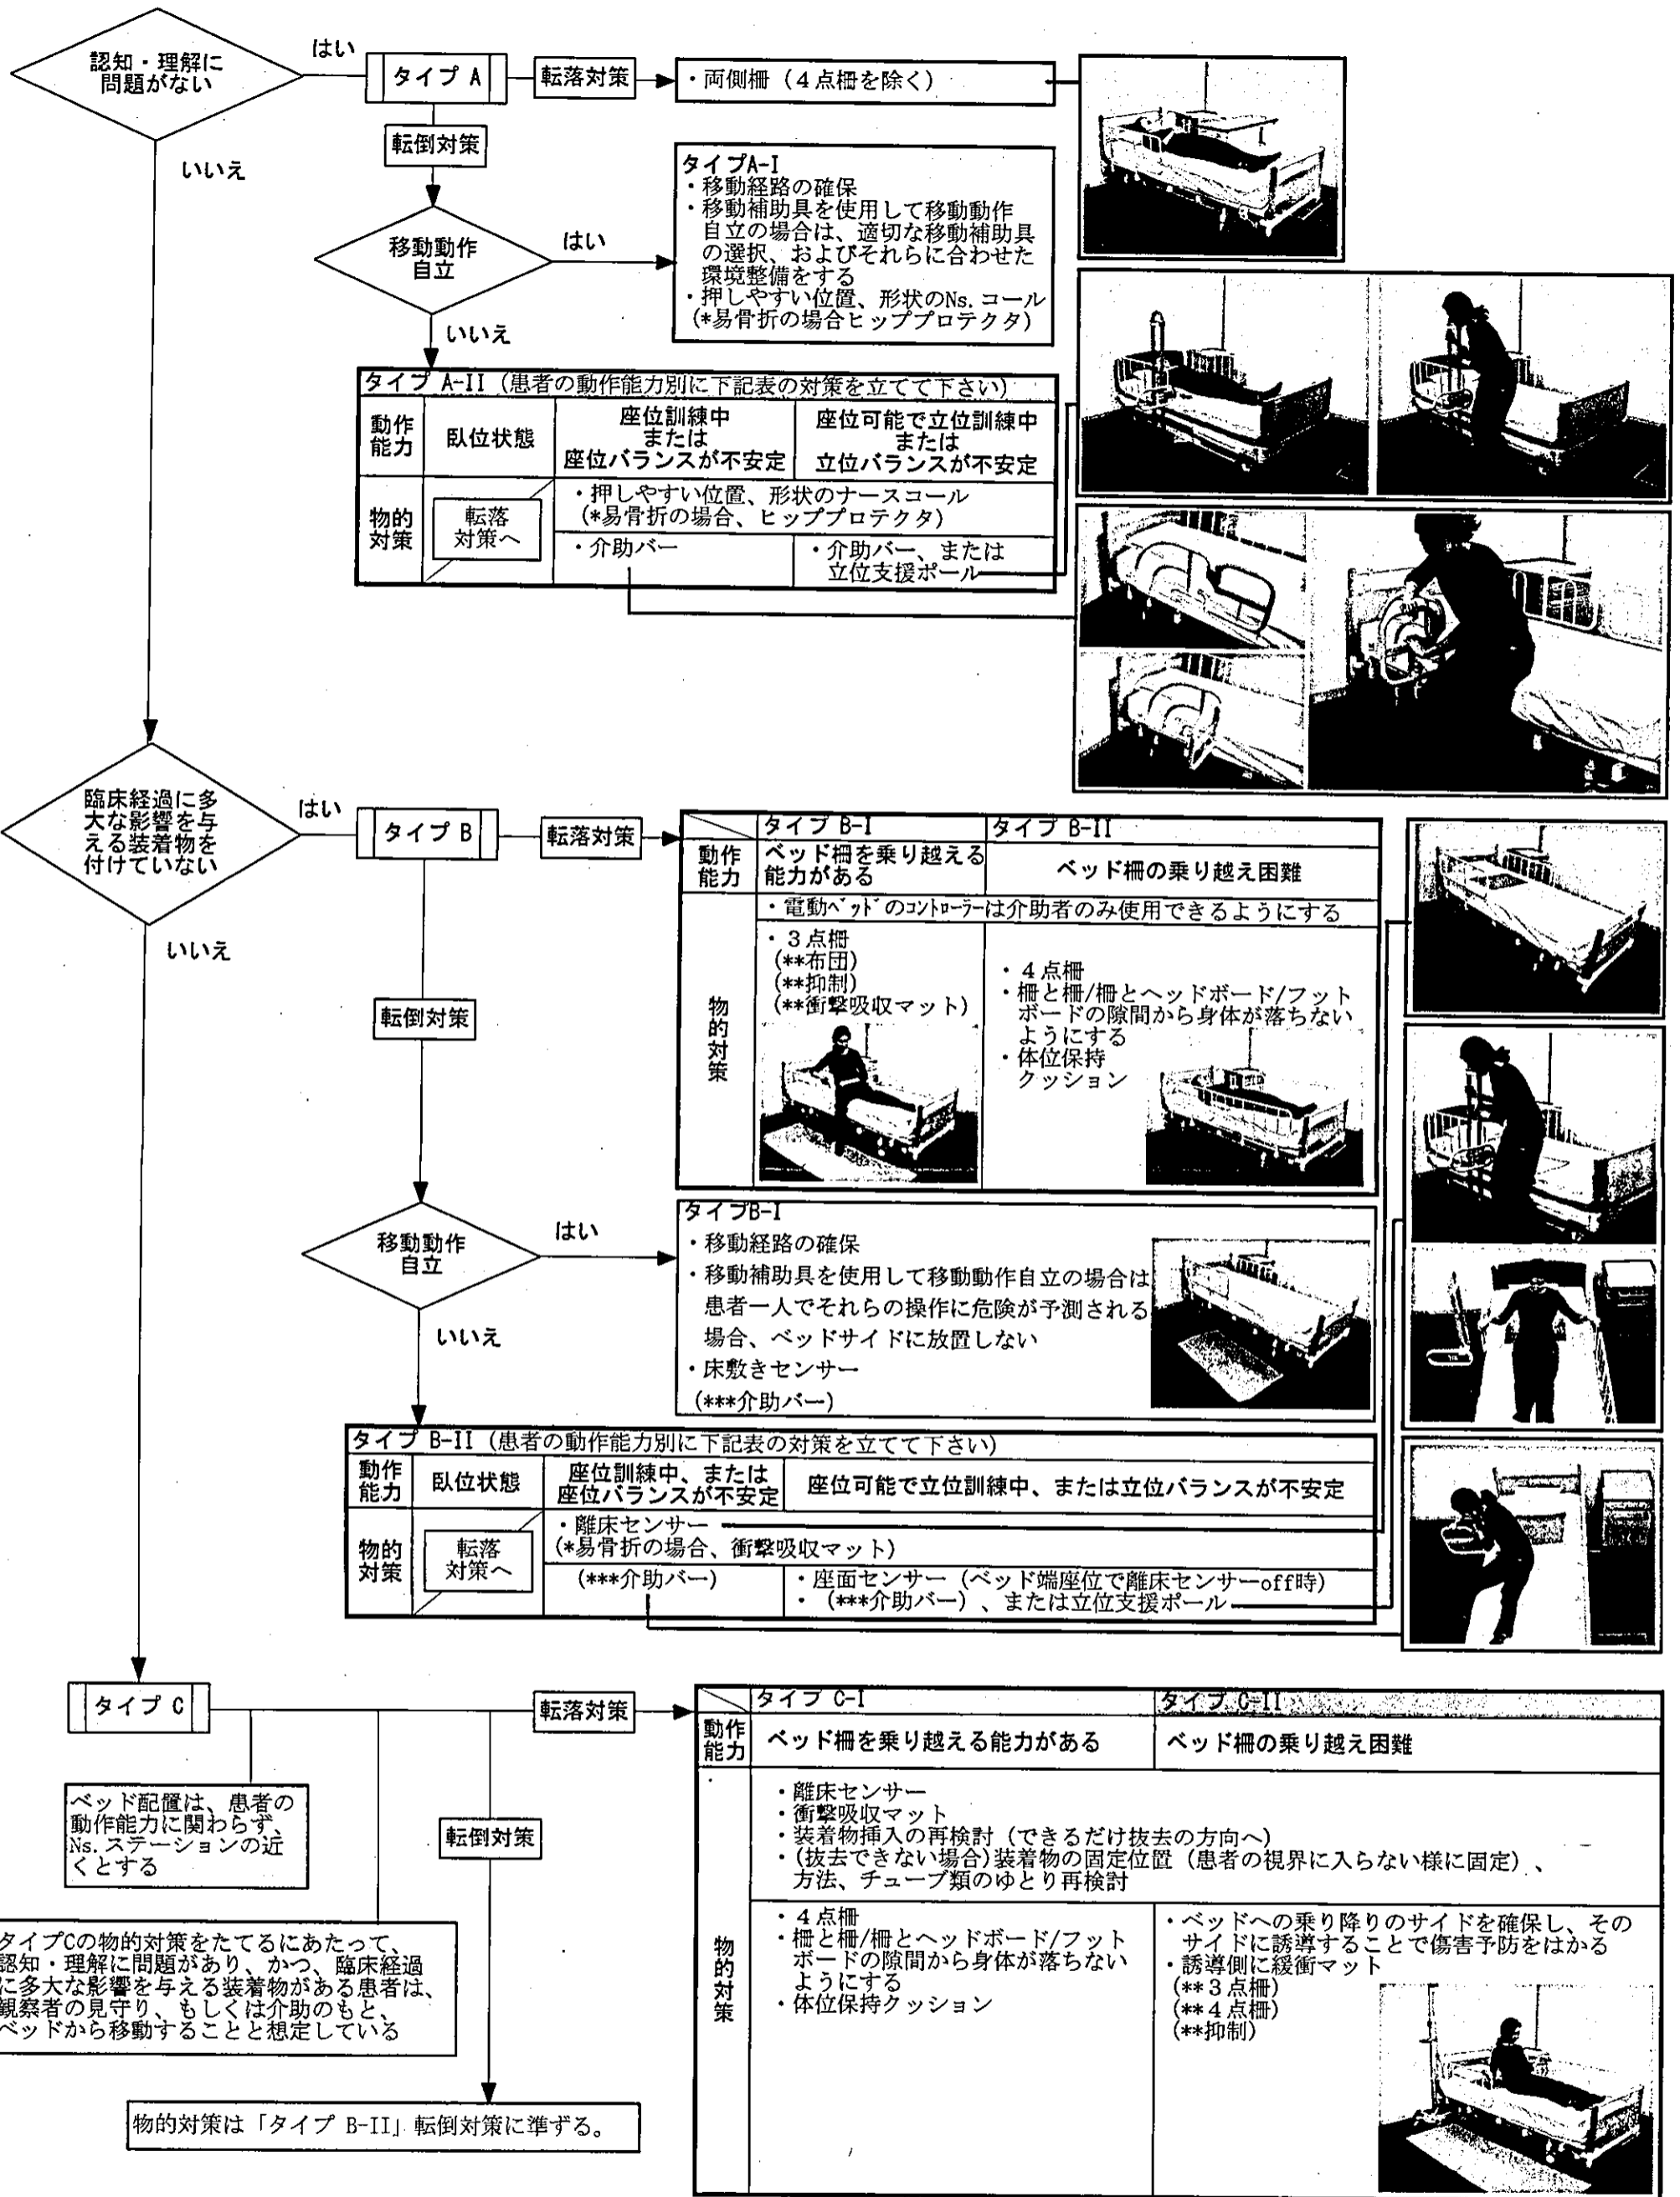 認知・理解に
問題がない
はい
いいえ
タイプ A
転落対策
・両側柵（４点柵を除く）
転倒対策
移動動作
自立
はい
いいえ
タイプA-I
・移動経路の確保
・移動補助具を使用して移動動作
自立の場合は、適切な移動補助具
の選択、およびそれらに合わせた
環境整備をする
・押しやすい位置、形状のNs.コール
(*易骨折の場合ヒッププロテクタ)
タイプ A-II（患者の動作能力別に下記表の対策を立てて下さい）
動作
能力
臥位状態
座位訓練中
または
座位バランスが不安定
座位可能で立位訓練中
または
立位バランスが不安定
物的
対策
転落
対策へ
・押しやすい位置、形状のナースコール
(*易骨折の場合、ヒッププロテクタ)
・介助バー
・介助バー、または
立位支援ポール
臨床経過に多
大な影響を与
える装着物を
付けていない
はい
いいえ
タイプ B
転落対策
タイプ B-I
タイプ B-II
動作
能力
ベッド柵を乗り越える
能力がある
ベッド柵の乗り越え困難
物的対策
・電動ﾍﾞｯﾄﾞのｺﾝﾄﾛｰﾗｰは介助者のみ使用できるようにする
・３点柵
(**布団)
(**抑制)
(**衝撃吸収マット)
・４点柵
・柵と柵/柵とヘッドボード/フット
ボードの隙間から身体が落ちない
ようにする
・体位保持
クッション
転倒対策
移動動作
自立
はい
いいえ
タイプB-I
・移動経路の確保
・移動補助具を使用して移動動作自立の場合は
患者一人でそれらの操作に危険が予測される
場合、ベッドサイドに放置しない
・床敷きセンサー
(***介助バー)
タイプ B-II（患者の動作能力別に下記表の対策を立てて下さい）
動作
能力
臥位状態
座位訓練中、または
座位バランスが不安定
座位可能で立位訓練中、または立位バランスが不安定
物的
対策
転落
対策へ
・離床センサー
(*易骨折の場合、衝撃吸収マット)
(***介助バー)
・座面センサー（ベッド端座位で離床センサーoff時）
・（***介助バー）、または立位支援ポール
タイプ C
転落対策
ベッド配置は、患者の
動作能力に関わらず、
Ns.ステーションの近
くとする
転倒対策
タイプCの物的対策をたてるにあたって、
認知・理解に問題があり、かつ、臨床経過
に多大な影響を与える装着物がある患者は、
観察者の見守り、もしくは介助のもと、
ベッドから移動することと想定している
物的対策は「タイプ B-II」転倒対策に準ずる。
タイプ C-I
タイプ C-II
動作
能力
ベッド柵を乗り越える能力がある
ベッド柵の乗り越え困難
物的対策
・離床センサー
・衝撃吸収マット
・装着物挿入の再検討（できるだけ抜去の方向へ）
・(抜去できない場合)装着物の固定位置（患者の視界に入らない様に固定）、
方法、チューブ類のゆとり再検討
・４点柵
・柵と柵/柵とヘッドボード/フット
ボードの隙間から身体が落ちない
ようにする
・体位保持クッション
・ベッドへの乗り降りのサイドを確保し、その
サイドに誘導することで傷害予防をはかる
・誘導側に緩衝マット
(**３点柵)
(**４点柵)
(**抑制)